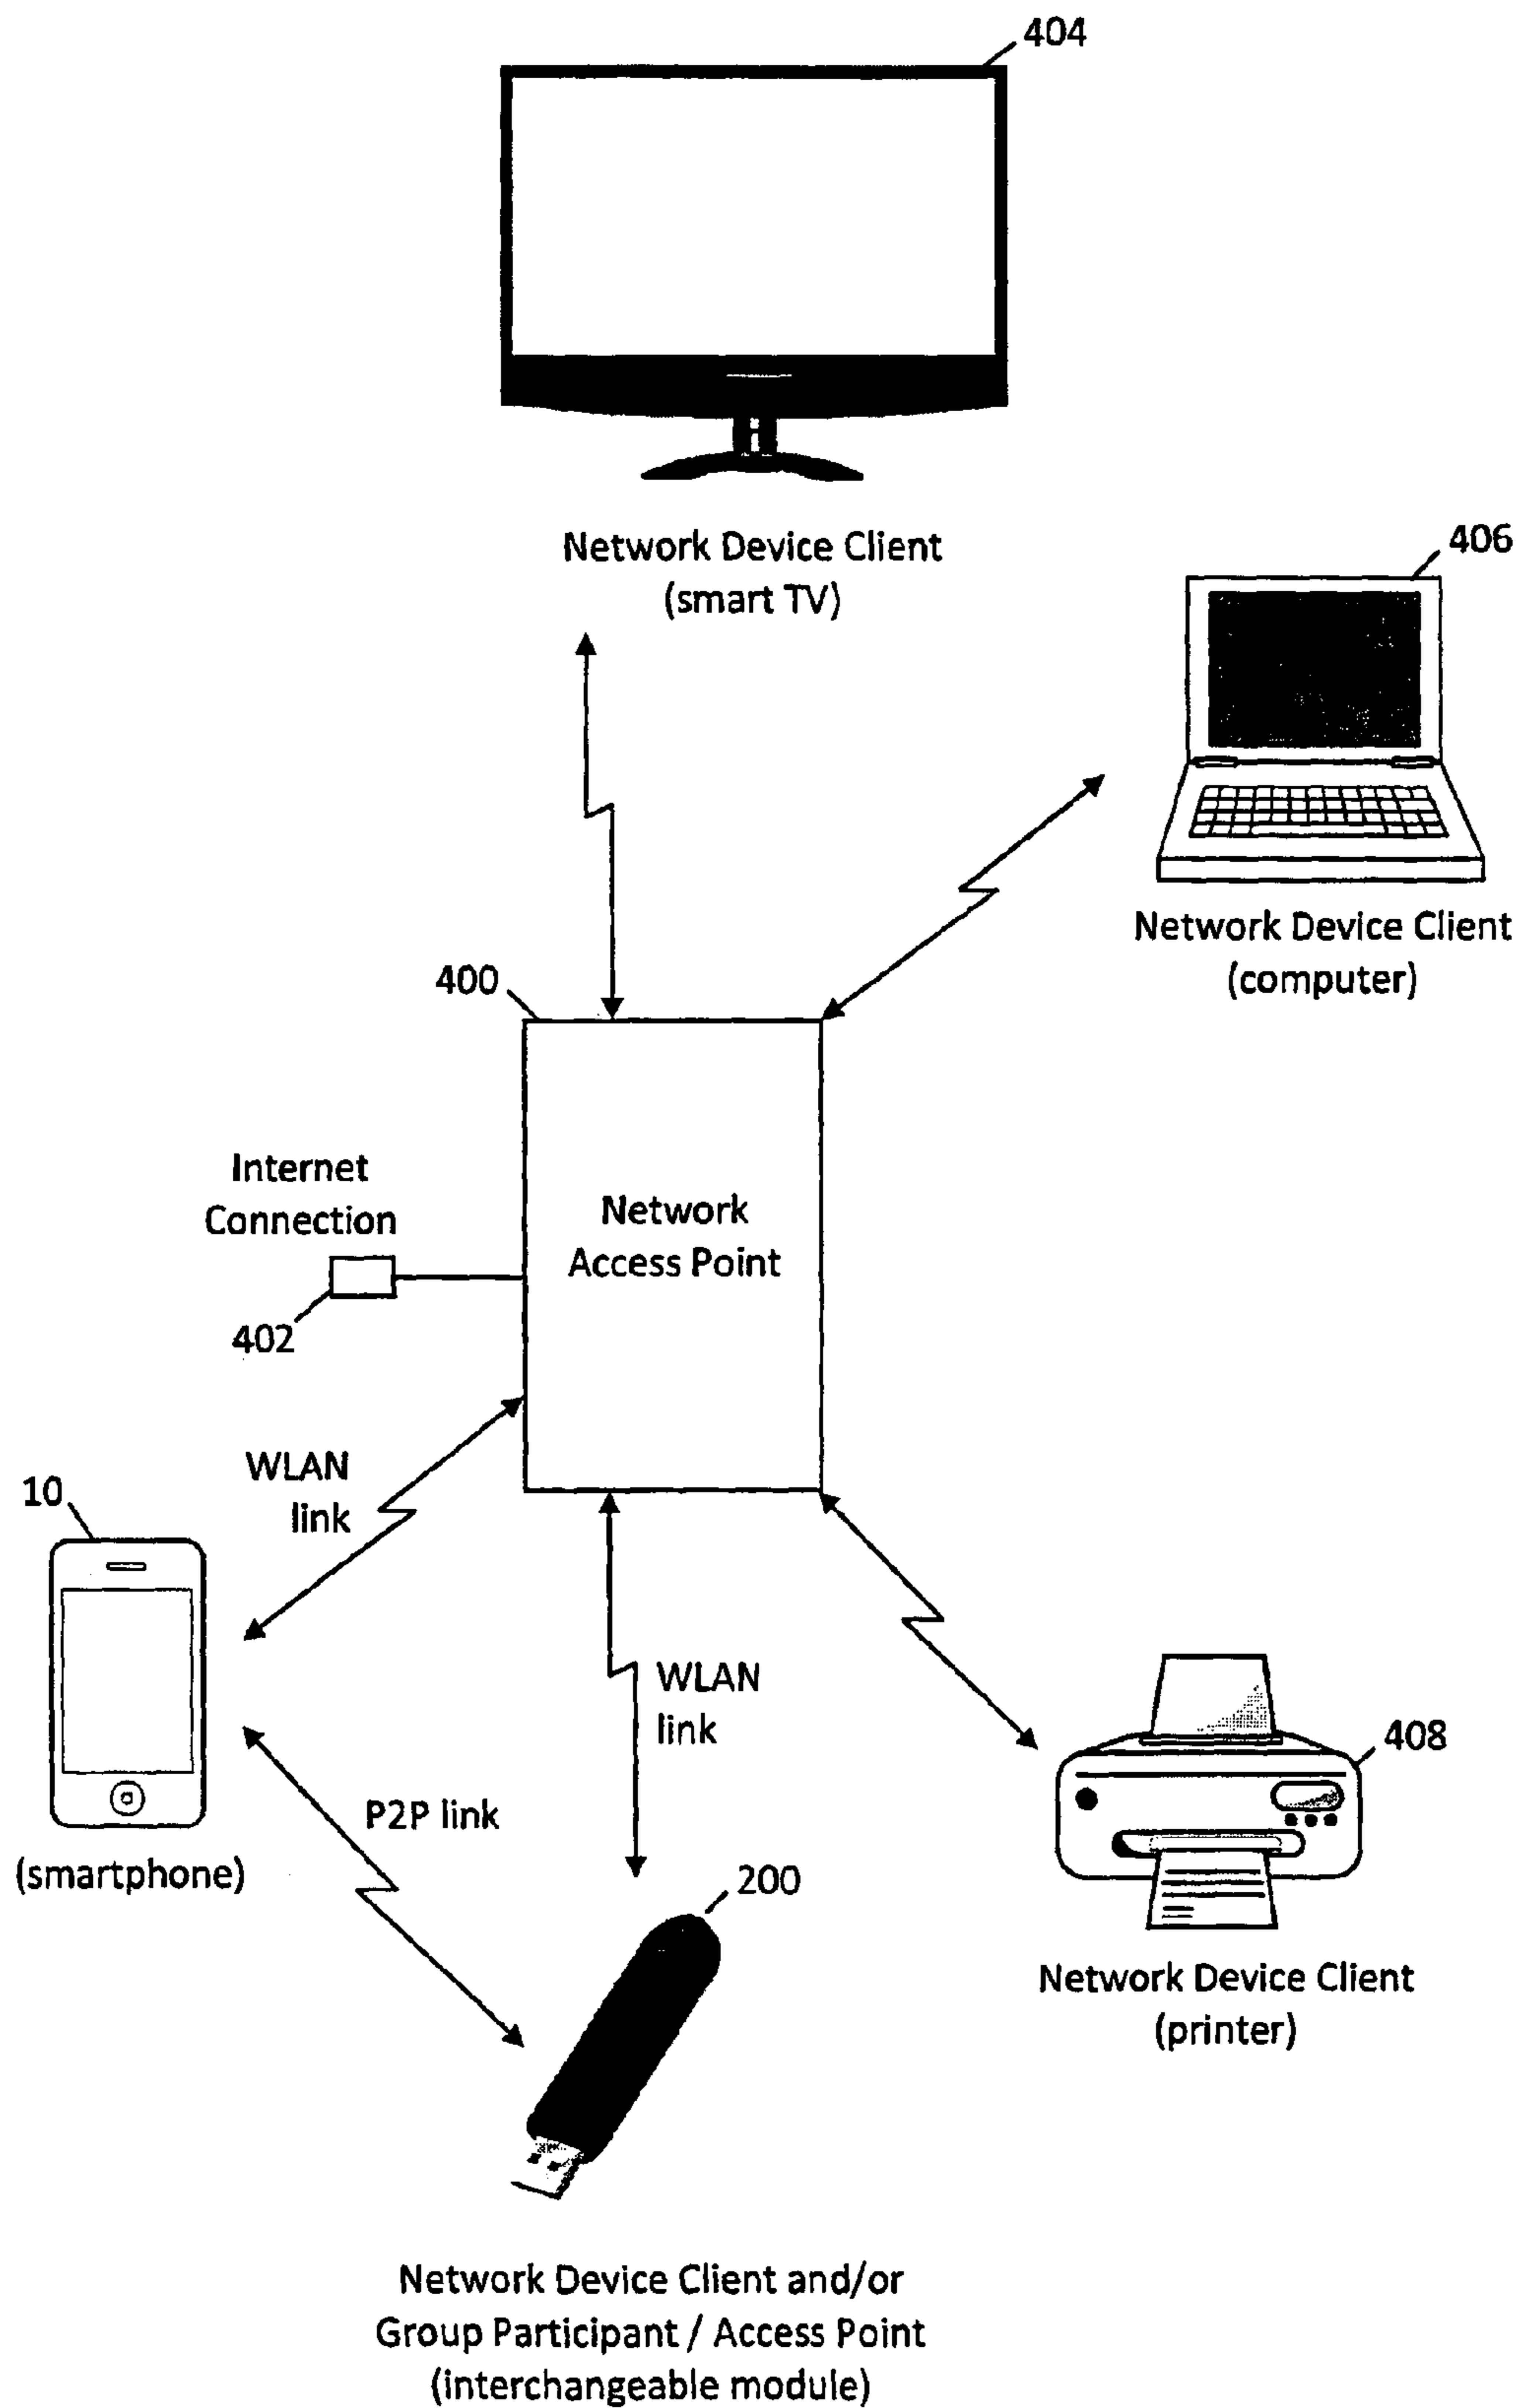 404
Network Device Client
(smart TV)
406
Network Device Client
(computer)
400
Internet
Connection
Network
Access Point
402
WLAN
link
10
WLAN
link
408
P2P link
(smartphone)
200
Network Device Client
(printer)
Network Device Client and/or
Group Participant / Access Point
(interchangeable module)